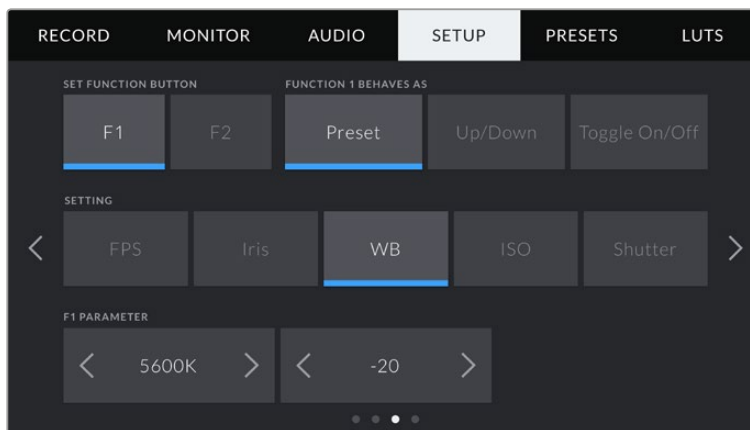 RECORD MONITOR AUDIO SETUP PRESETS LUTS
SET FUNCTION BUTTON FUNCTION 1 BEHAVES AS
F1 F2 Preset Up/Down Toggle On/Off
SETTING
FPS Iris WB ISO Shutter
F1 PARAMETER
5600K -20